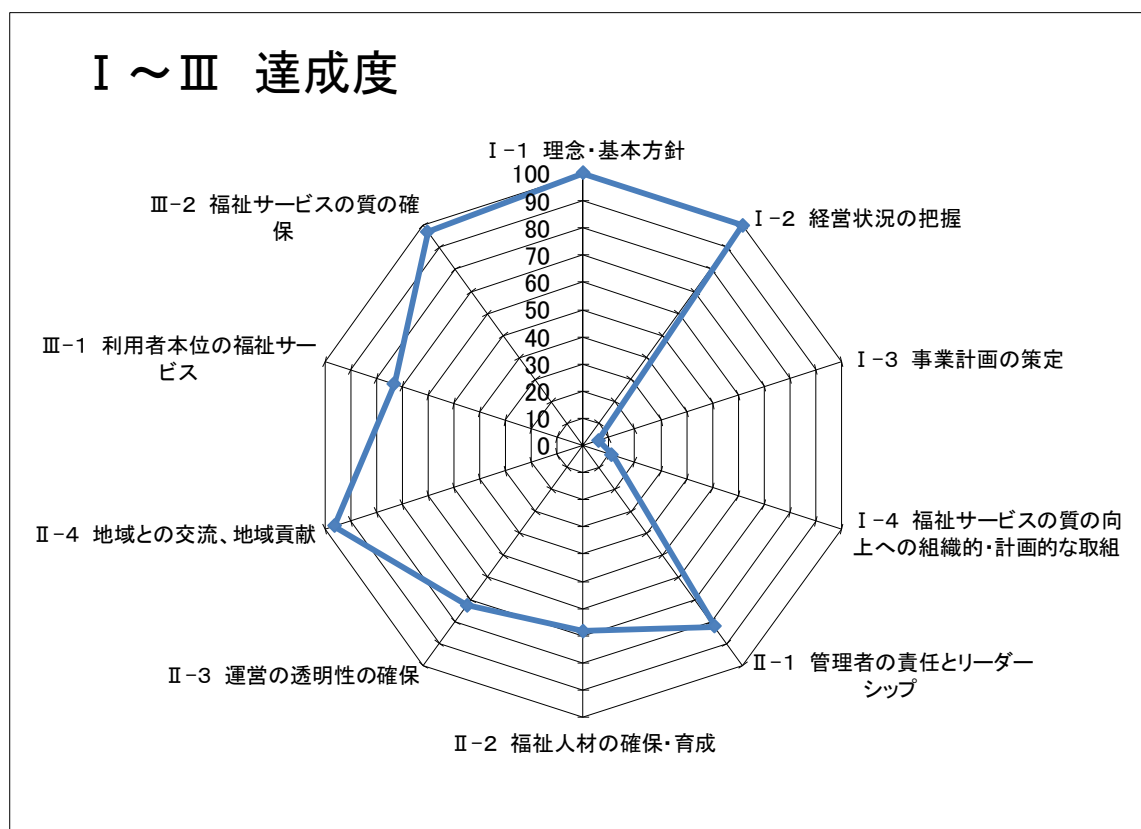 Ⅰ～Ⅲ 達成度
Ⅰ-1 理念・基本方針
Ⅰ-2 経営状況の把握
Ⅰ-3 事業計画の策定
Ⅰ-4 福祉サービスの質の向
上への組織的・計画的な取組
Ⅱ-1 管理者の責任とリーダー
シップ
Ⅱ-2 福祉人材の確保・育成
Ⅱ-3 運営の透明性の確保
Ⅱ-4 地域との交流、地域貢献
Ⅲ-1 利用者本位の福祉サー
ビス
Ⅲ-2 福祉サービスの質の確
保
100
90
80
70
60
50
40
30
20
10
0